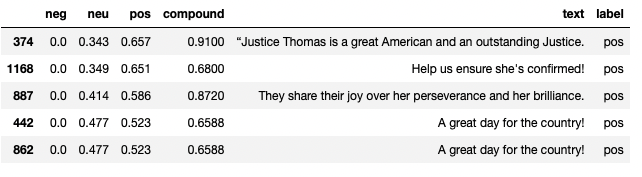 neg neu pos compound text label
374 0.0 0.343 0.657 0.9100 “Justice Thomas is a great American and an outstanding Justice. pos
1168 0.0 0.349 0.651 0.6800 Help us ensure she's confirmed! pos
887 0.0 0.414 0.586 0.8720 They share their joy over her perseverance and her brilliance. pos
442 0.0 0.477 0.523 0.6588 A great day for the country! pos
862 0.0 0.477 0.523 0.6588 A great day for the country! pos